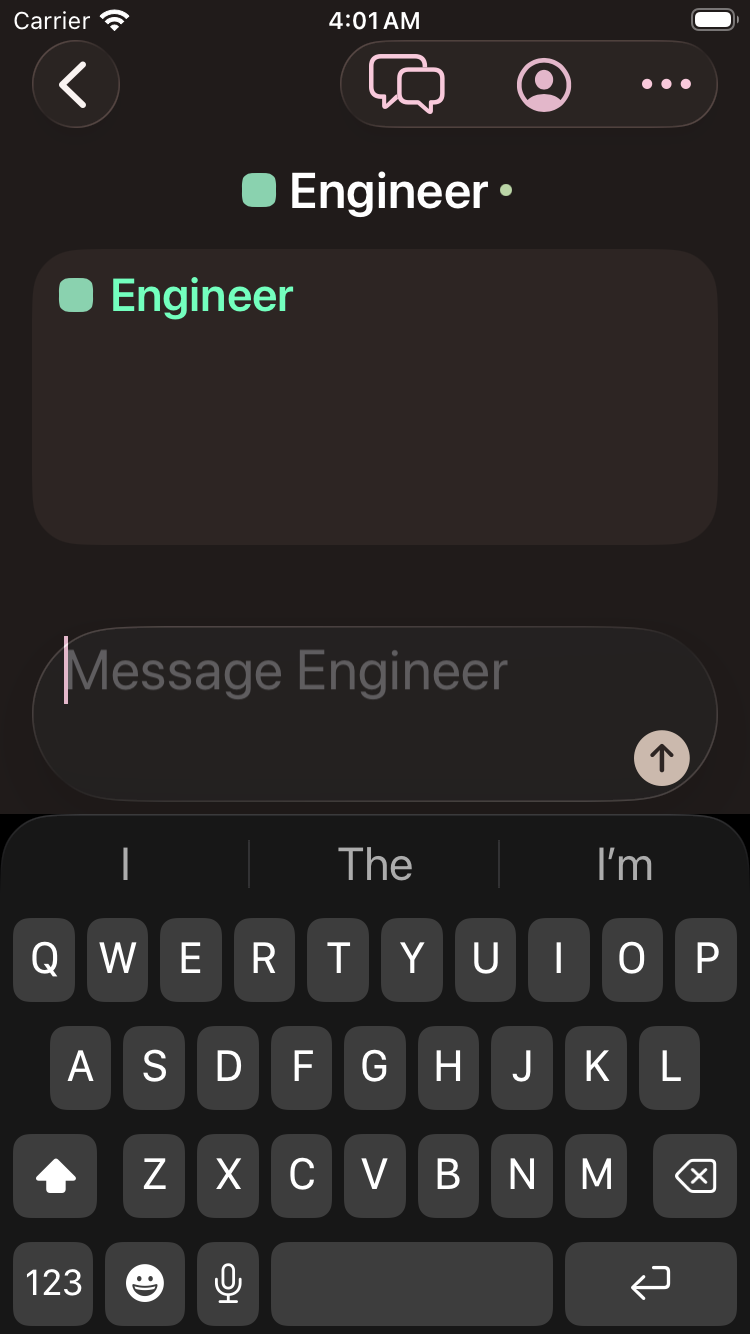 Carrier 4:01 AM
Engineer
Engineer
Message Engineer
I The I’m
Q W E R T Y U I O P
A S D F G H J K L
Z X C V B N M
123